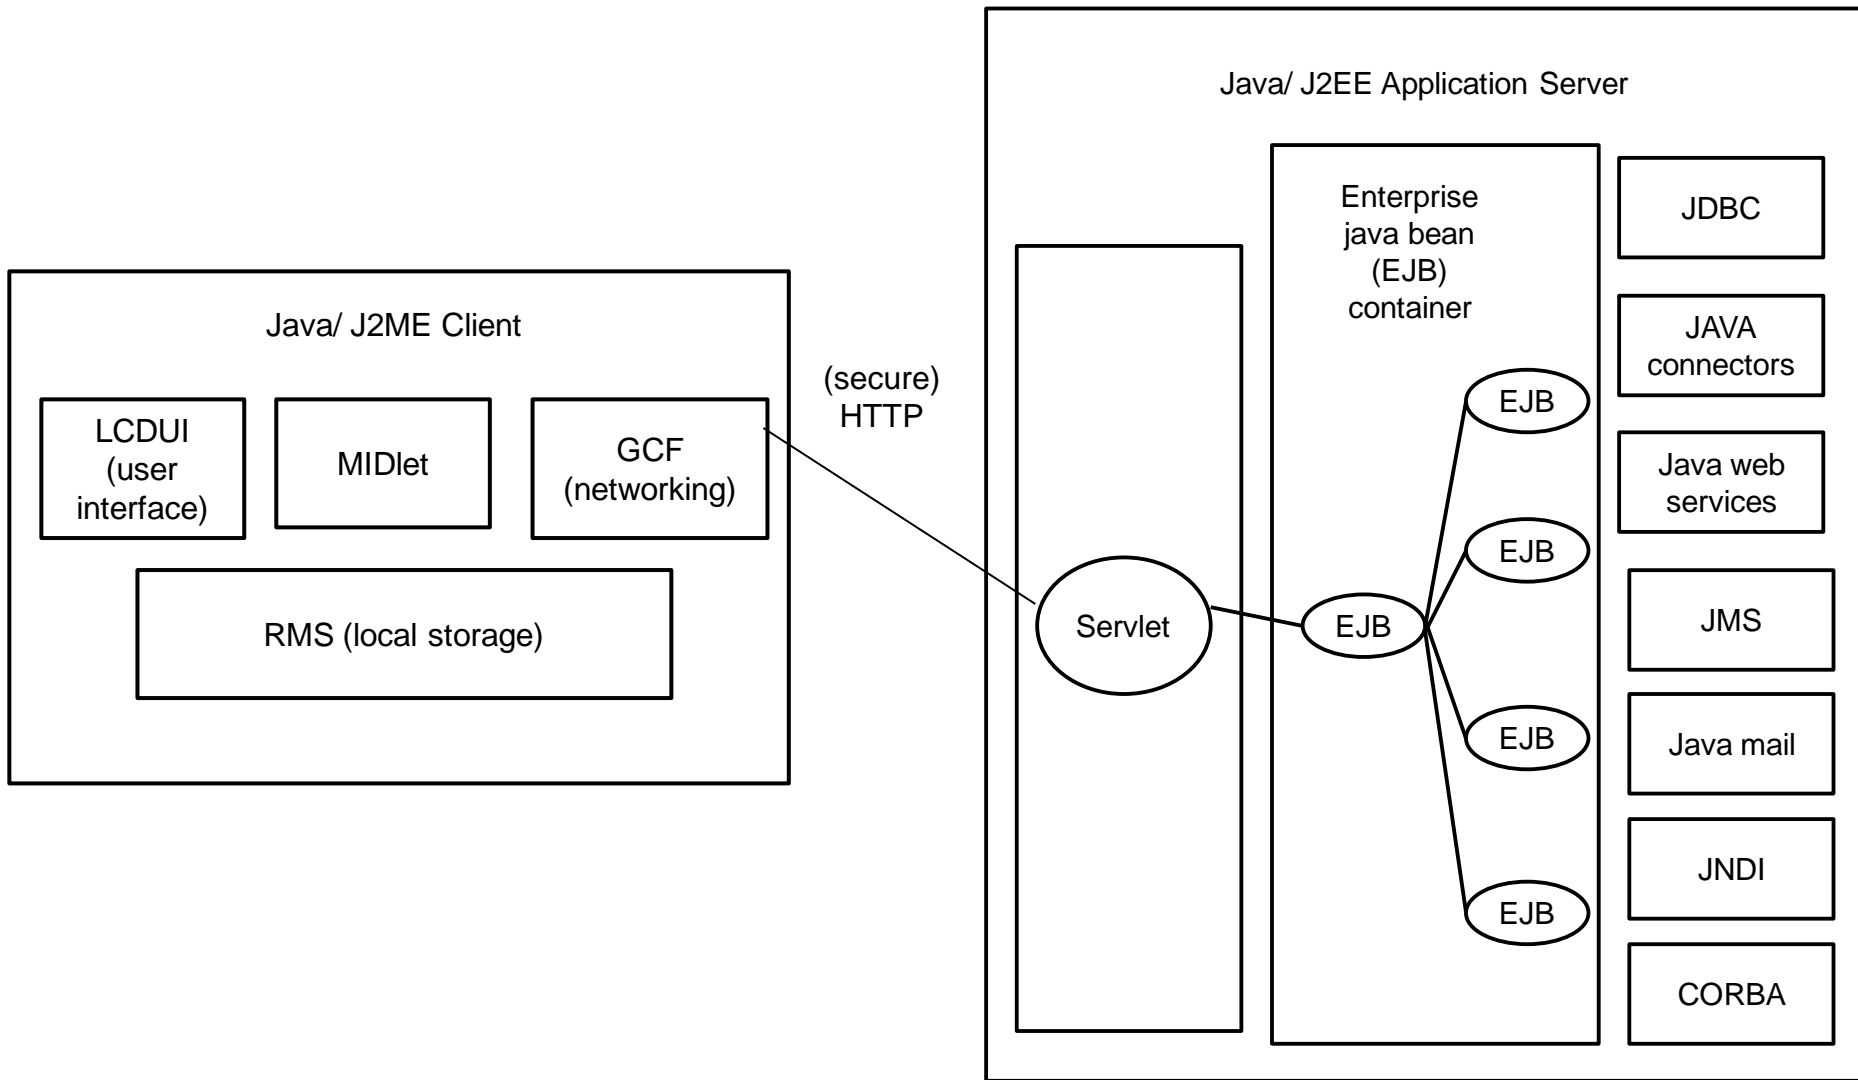 Java/ J2ME Client
LCDUI
(user
interface)
MIDlet
GCF
(networking)
RMS (local storage)
(secure)
HTTP
Java/ J2EE Application Server
Servlet
Enterprise
java bean
(EJB)
container
EJB
EJB
EJB
EJB
EJB
JDBC
JAVA
connectors
Java web
services
JMS
Java mail
JNDI
CORBA